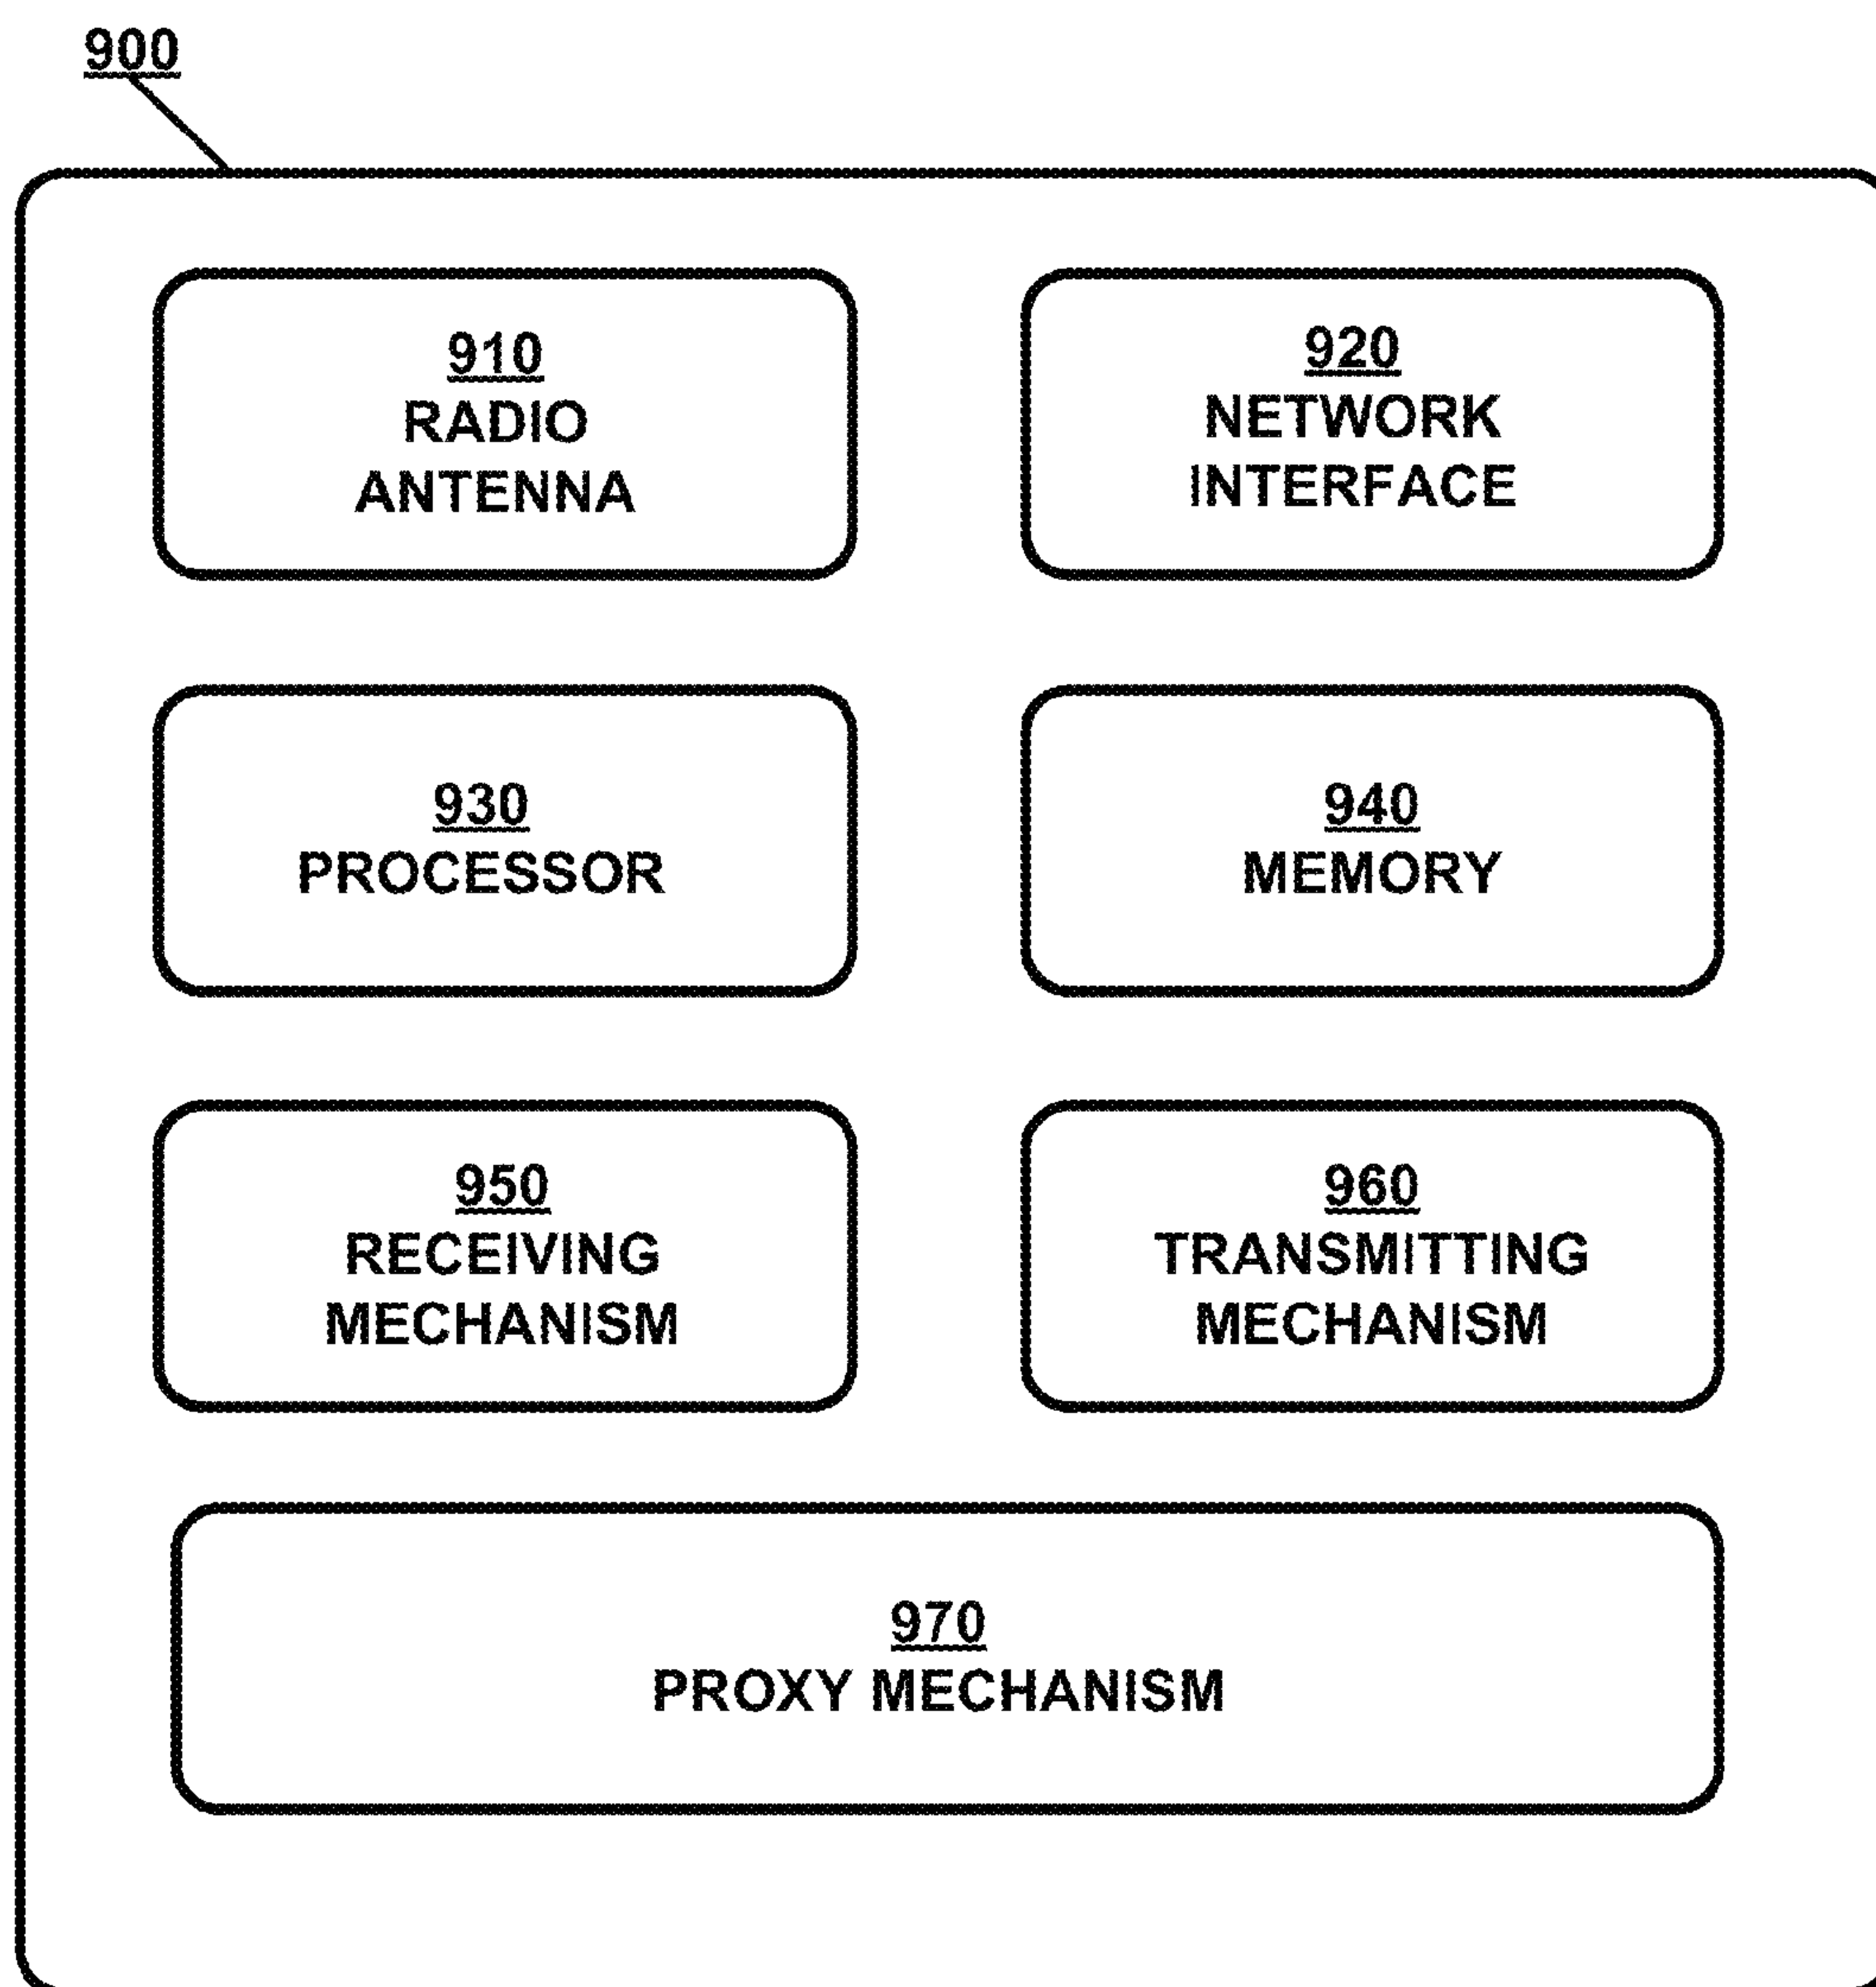 900
910
RADIO
ANTENNA
920
NETWORK
INTERFACE
930
PROCESSOR
940
MEMORY
950
RECEIVING
MECHANISM
960
TRANSMITTING
MECHANISM
970
PROXY MECHANISM